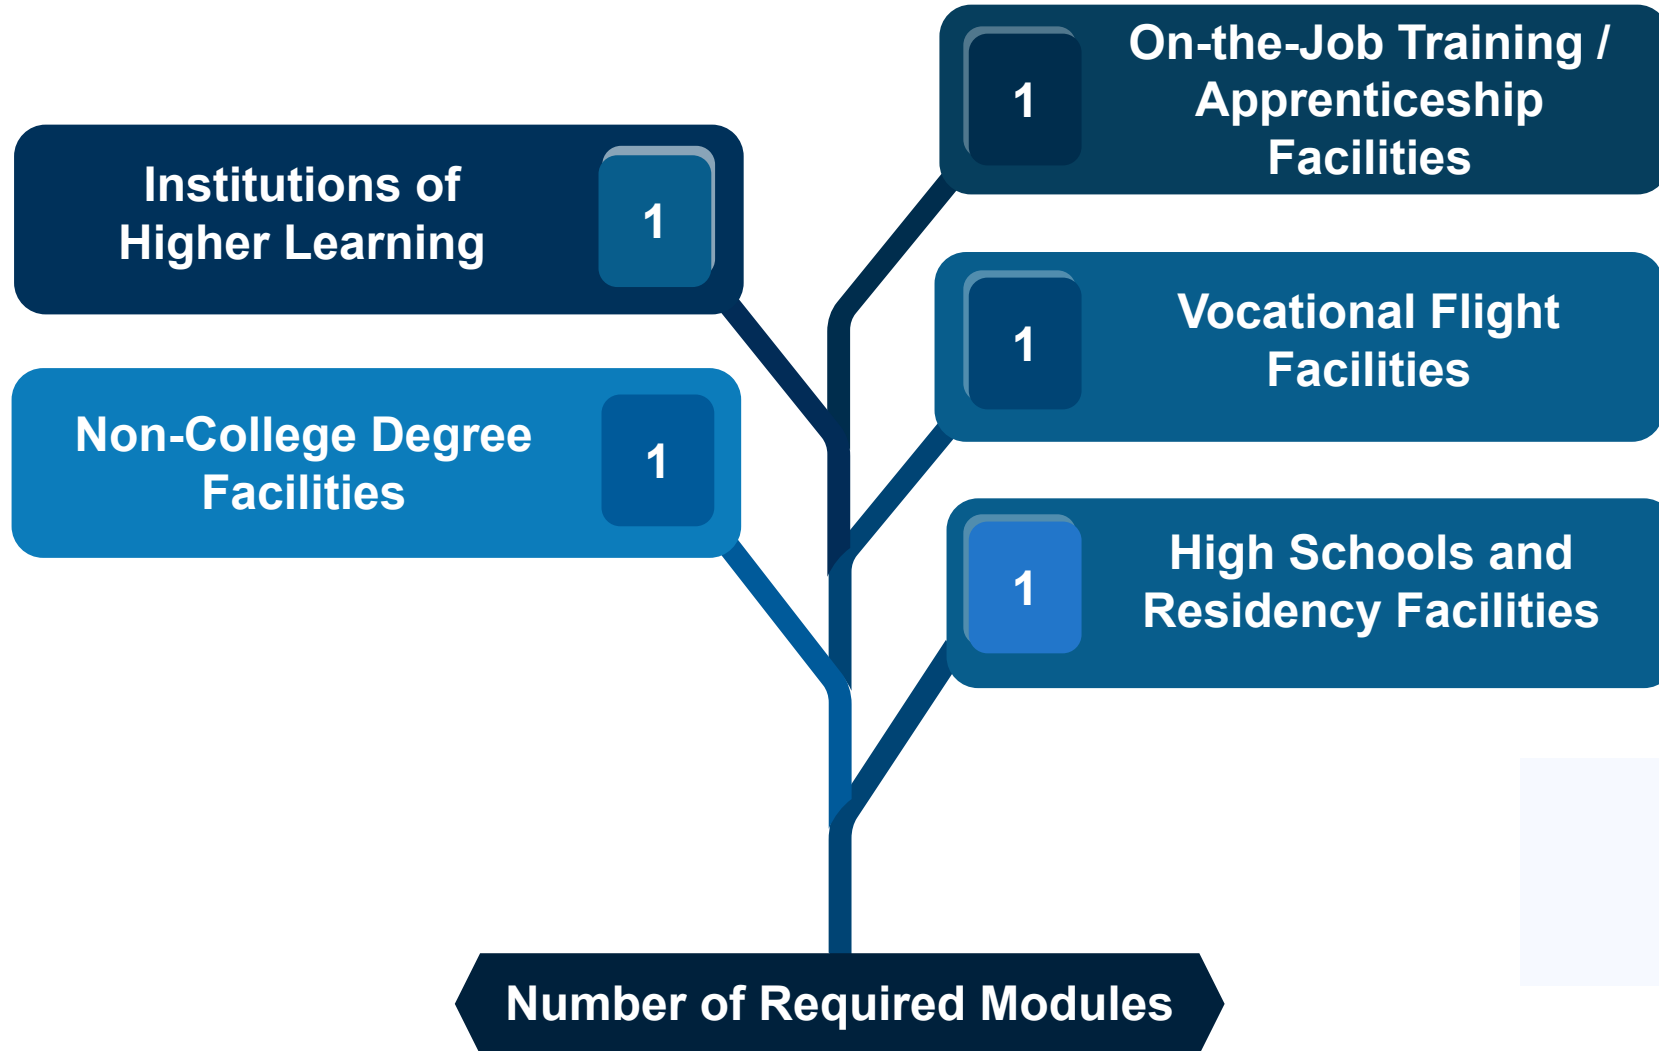 Institutions of
Higher Learning
1
Non-College Degree
Facilities
1
1
On-the-Job Training /
Apprenticeship
Facilities
1
Vocational Flight
Facilities
1
High Schools and
Residency Facilities
Number of Required Modules